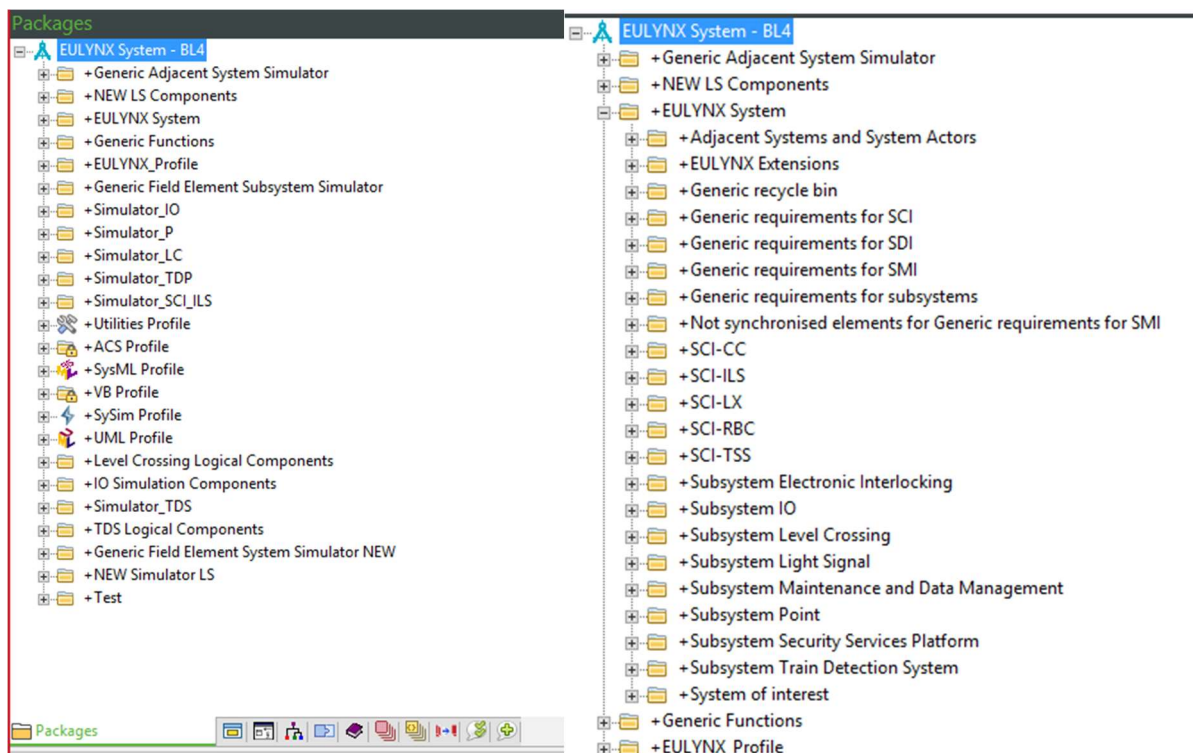 Packages
EULYNX System - BL4
+Generic Adjacent System Simulator
+NEW LS Components
+EULYNX System
+Generic Functions
+EULYNX_Profile
+Generic Field Element Subsystem Simulator
+Simulator_IO
+Simulator_P
+Simulator_LC
+Simulator_TDP
+Simulator_SCI_ILS
+Utilities Profile
+ACS Profile
+SysML Profile
+VB Profile
+SySim Profile
+UML Profile
+Level Crossing Logical Components
+IO Simulation Components
+Simulator_TDS
+TDS Logical Components
+Generic Field Element System Simulator NEW
+NEW Simulator LS
+Test
Packages
EULYNX System - BL4
+Generic Adjacent System Simulator
+NEW LS Components
+EULYNX System
+Adjacent Systems and System Actors
+EULYNX Extensions
+Generic recycle bin
+Generic requirements for SCI
+Generic requirements for SDI
+Generic requirements for SMI
+Generic requirements for subsystems
+Not synchronised elements for Generic requirements for SMI
+SCI-CC
+SCI-ILS
+SCI-LX
+SCI-RBC
+SCI-TSS
+Subsystem Electronic Interlocking
+Subsystem IO
+Subsystem Level Crossing
+Subsystem Light Signal
+Subsystem Maintenance and Data Management
+Subsystem Point
+Subsystem Security Services Platform
+Subsystem Train Detection System
+System of interest
+Generic Functions
+EULYNX_Profile